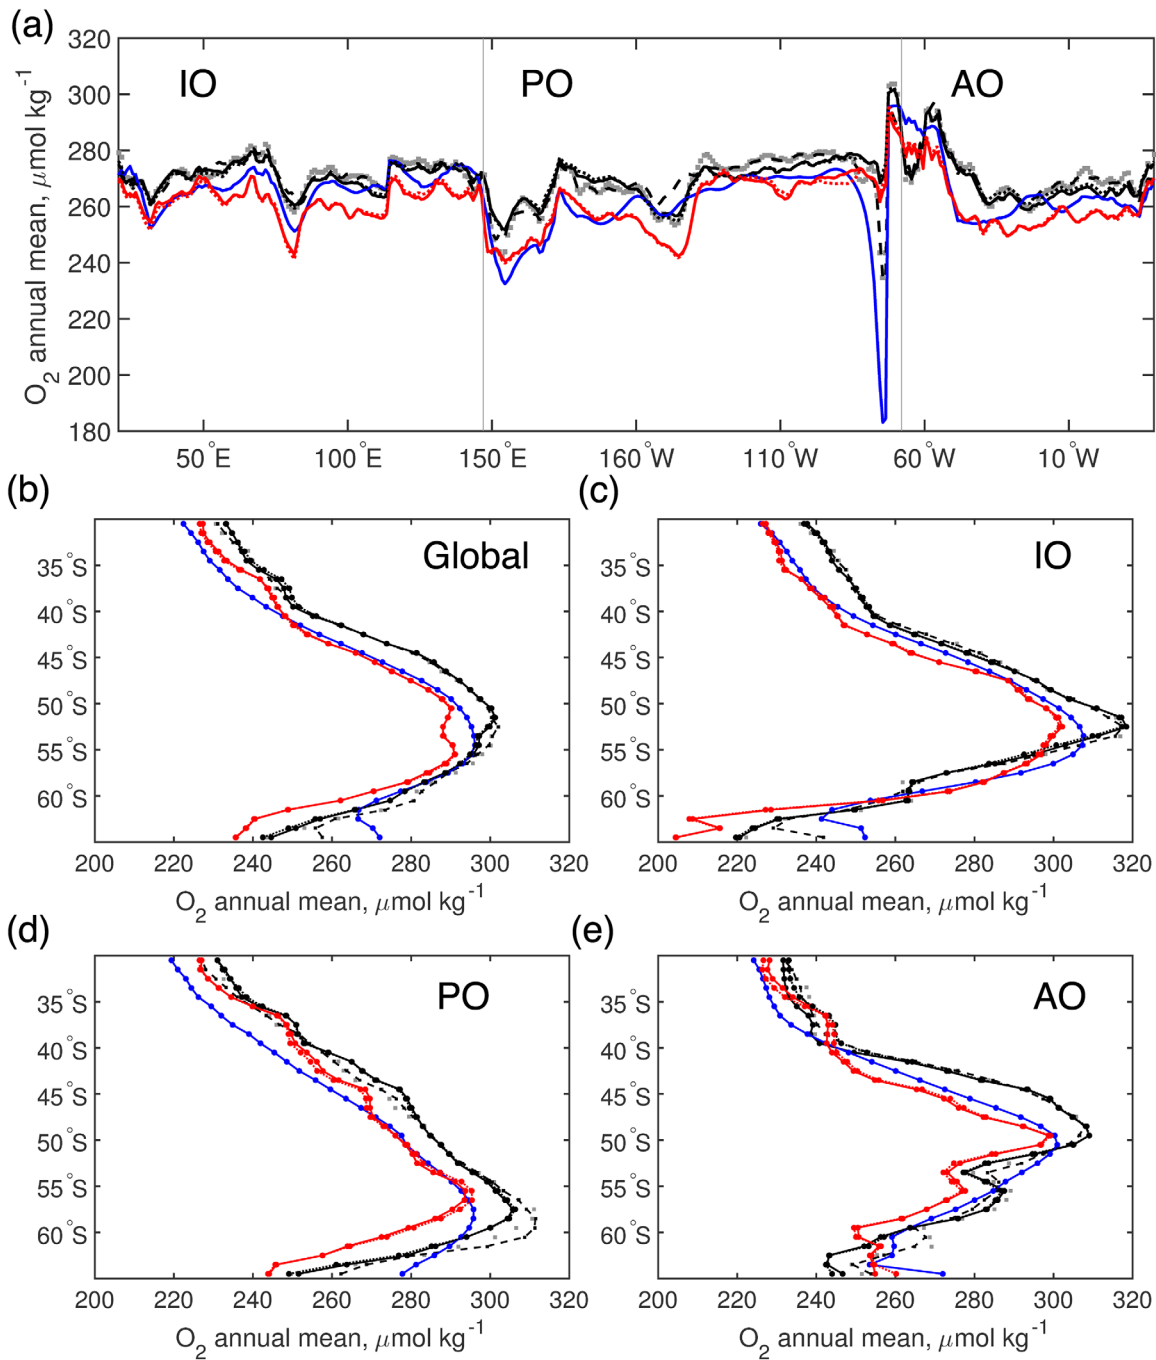 (a)
O2 annual mean, μmol kg-1
320
300
280
260
240
220
200
180
IO
PO
AO
50°E
100°E
150°E
160°W
110°W
60°W
10°W
(b)
Global
35°S
40°S
45°S
50°S
55°S
60°S
200
220
240
260
280
300
320
O2 annual mean, μmol kg-1
(c)
IO
35°S
40°S
45°S
50°S
55°S
60°S
200
220
240
260
280
300
320
O2 annual mean, μmol kg-1
(d)
PO
35°S
40°S
45°S
50°S
55°S
60°S
200
220
240
260
280
300
320
O2 annual mean, μmol kg-1
(e)
AO
35°S
40°S
45°S
50°S
55°S
60°S
200
220
240
260
280
300
320
O2 annual mean, μmol kg-1